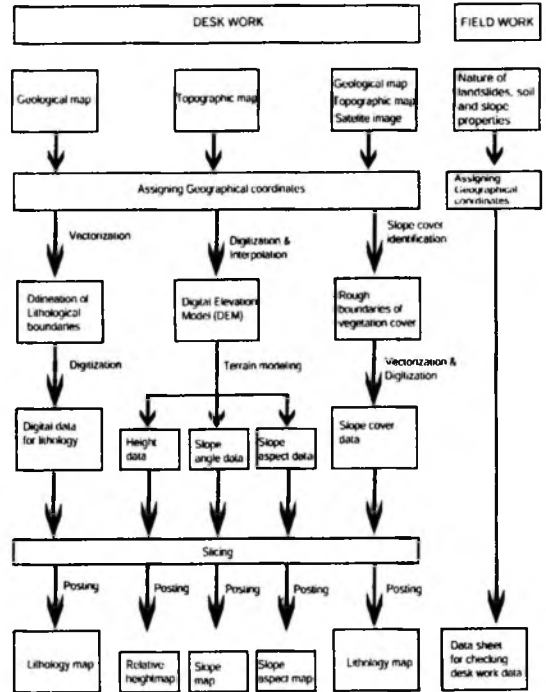 DESK WORK
FIELD WORK
Geological map
Topographic map
Geological map
Topographic map
Satelite image
Nature of
landslides, soil
and slope
properties
Assigning Geographical coordinates
Assigning
Geographical
coordinates
Vectorization
Digitization &
Interpolation
Slope cover
identification
Dilineation of
Lithological
boundaries
Digital Elevation
Model (DEM)
Rough
boundaries of
vegetation cover
Digitization
Terrain modeling
Vectorization &
Digitization
Digital data
for lithology
Height
data
Slope
angle data
Slope
aspect data
Slope cover
data
Slicing
Posting
Posting
Posting
Posting
Posting
Lithology map
Relative
heightmap
Slope
map
Slope
aspect map
Lithology map
Data sheet
for checking
desk work data